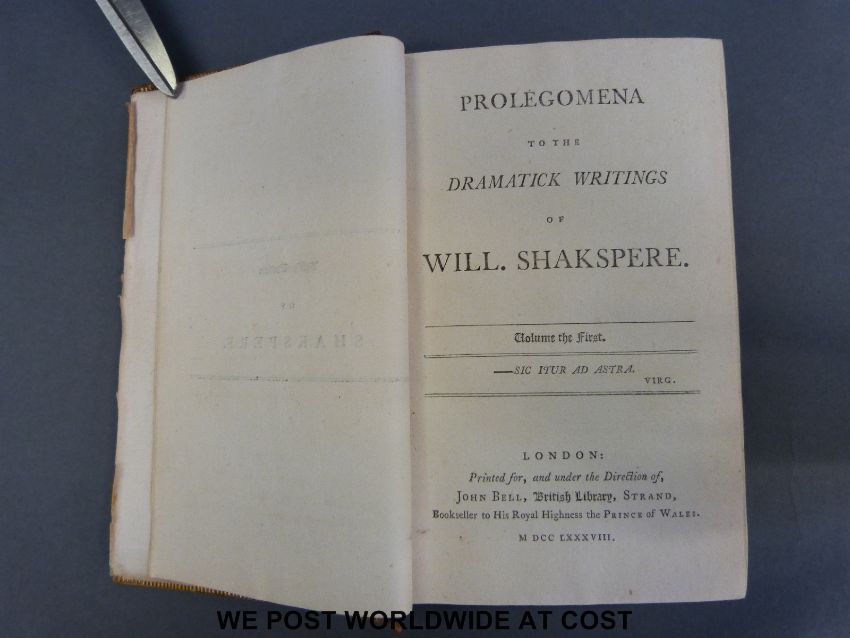 PROLEGOMENA
TO THE
DRAMATICK WRITINGS
OF
WILL. SHAKSPERE.
Volume the First.
—SIC ITUR AD ASTRA.
VIRG.
LONDON:
Printed for, and under the Direction of,
JOHN BELL, British Library, STRAND,
Bookseller to His Royal Highness the PRINCE of WALES.
M DCC LXXXVIII.
WE POST WORLDWIDE AT COST